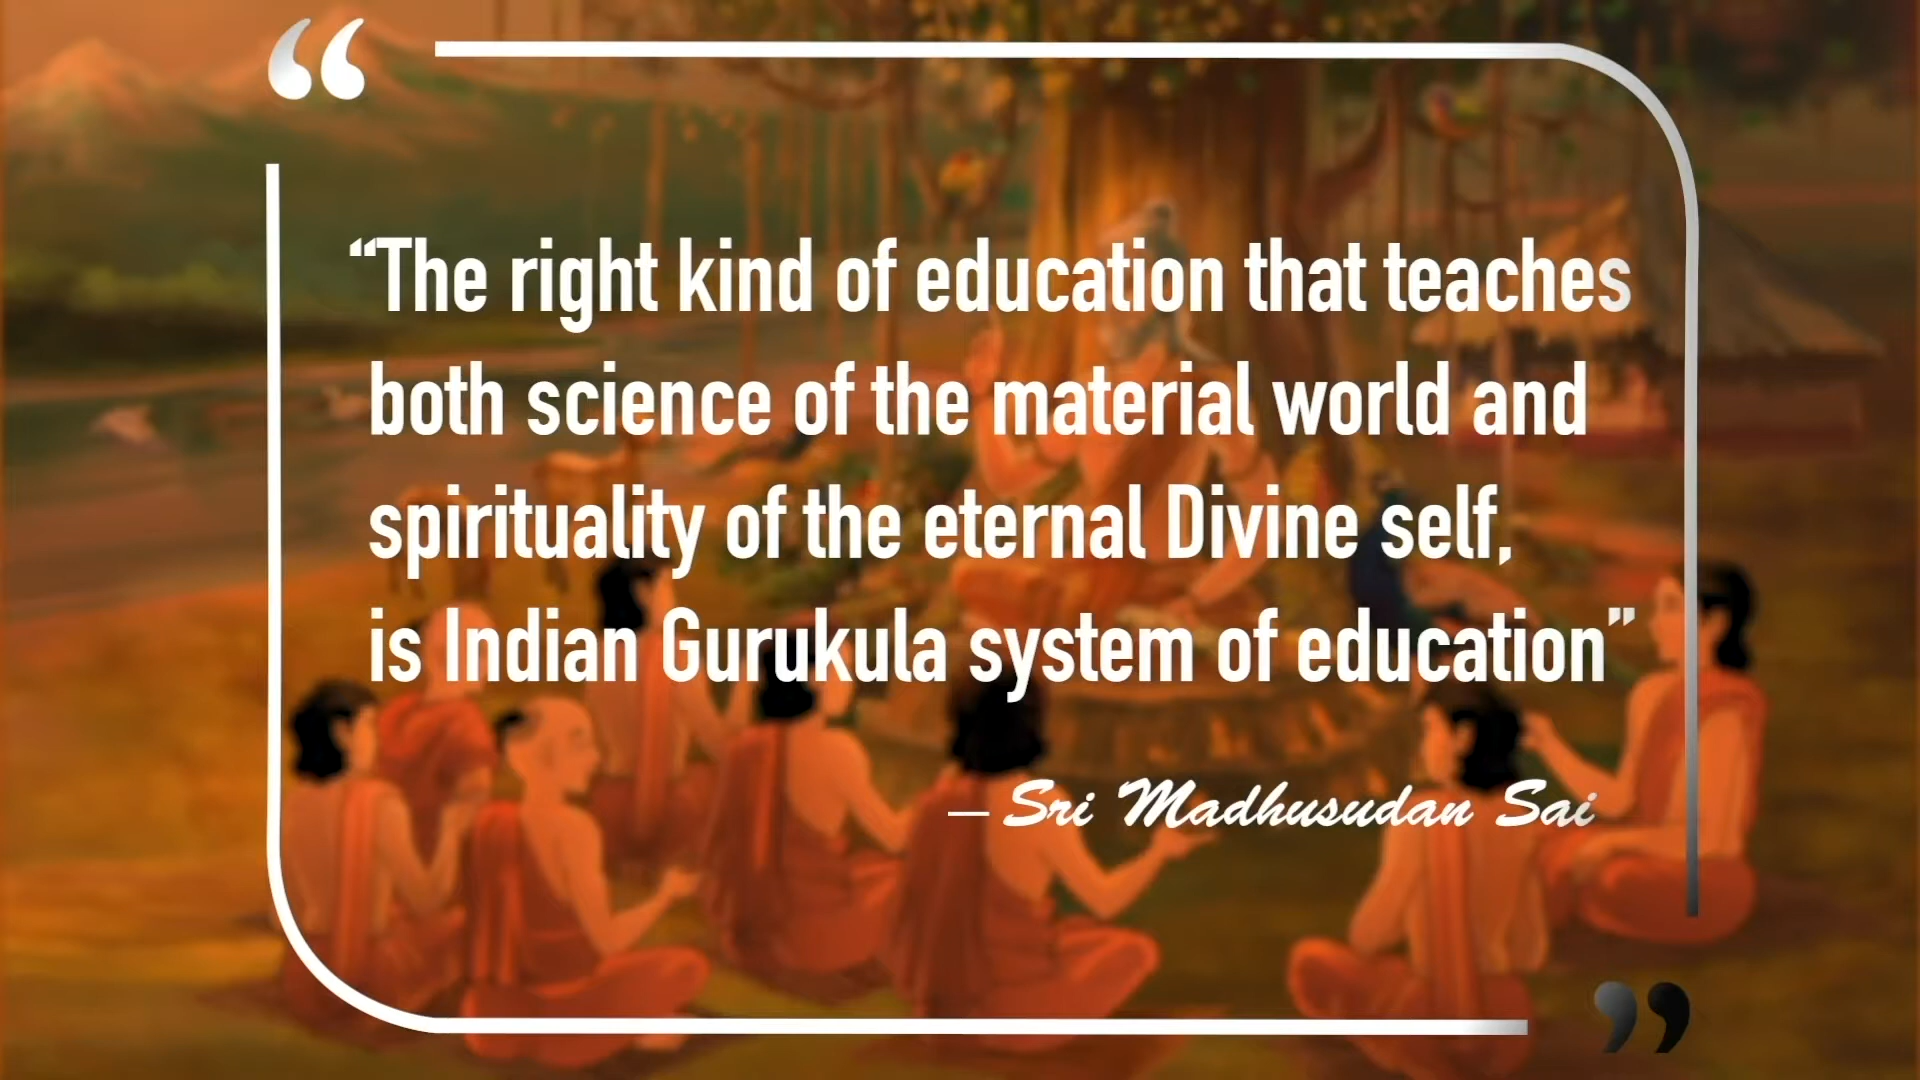 “The right kind of education that teaches
both science of the material world and
spirituality of the eternal Divine self,
is Indian Gurukula system of education”
— Sri Madhusudan Sai